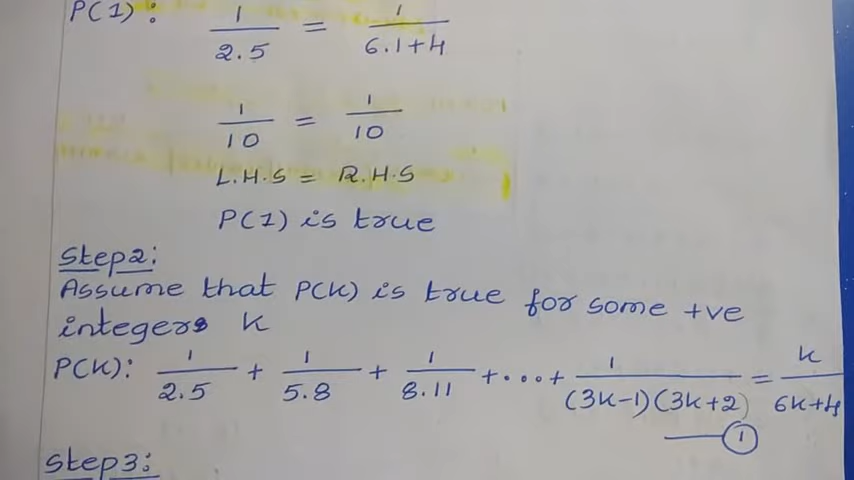 P(1): 1/2.5 = 1/6.1+4
1/10 = 1/10
L.H.S = R.H.S
P(1) is true
Step2:
Assume that P(K) is true for some +ve
integers K
P(K): 1/2.5 + 1/5.8 + 1/8.11 +...+ 1/(3K-1)(3K+2) = K/6K+4
1
Step3: